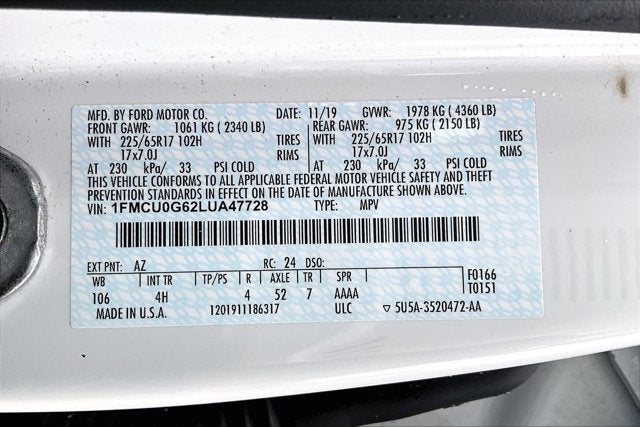 MFD. BY FORD MOTOR CO. DATE: 11/19 GVWR: 1978 KG ( 4360 LB)
FRONT GAWR: 1061 KG ( 2340 LB) REAR GAWR: 975 KG ( 2150 LB)
WITH 225/65R17 102H TIRES WITH 225/65R17 102H TIRES
17x7.0J RIMS 17x7.0J RIMS
AT 230 kPa/ 33 PSI COLD AT 230 kPa/ 33 PSI COLD
THIS VEHICLE CONFORMS TO ALL APPLICABLE FEDERAL MOTOR VEHICLE SAFETY AND THEFT
PREVENTION STANDARDS IN EFFECT ON THE DATE OF MANUFACTURE SHOWN ABOVE.
VIN: 1FMCU0G62LUA47728 TYPE: MPV
EXT PNT: AZ RC: 24 DSO:
WB INT TR TP/PS R AXLE TR SPR F0166
106 4H 4 52 7 AAAA T0151
MADE IN U.S.A. 1201911186317 ULC ▽ 5U5A-3520472-AA